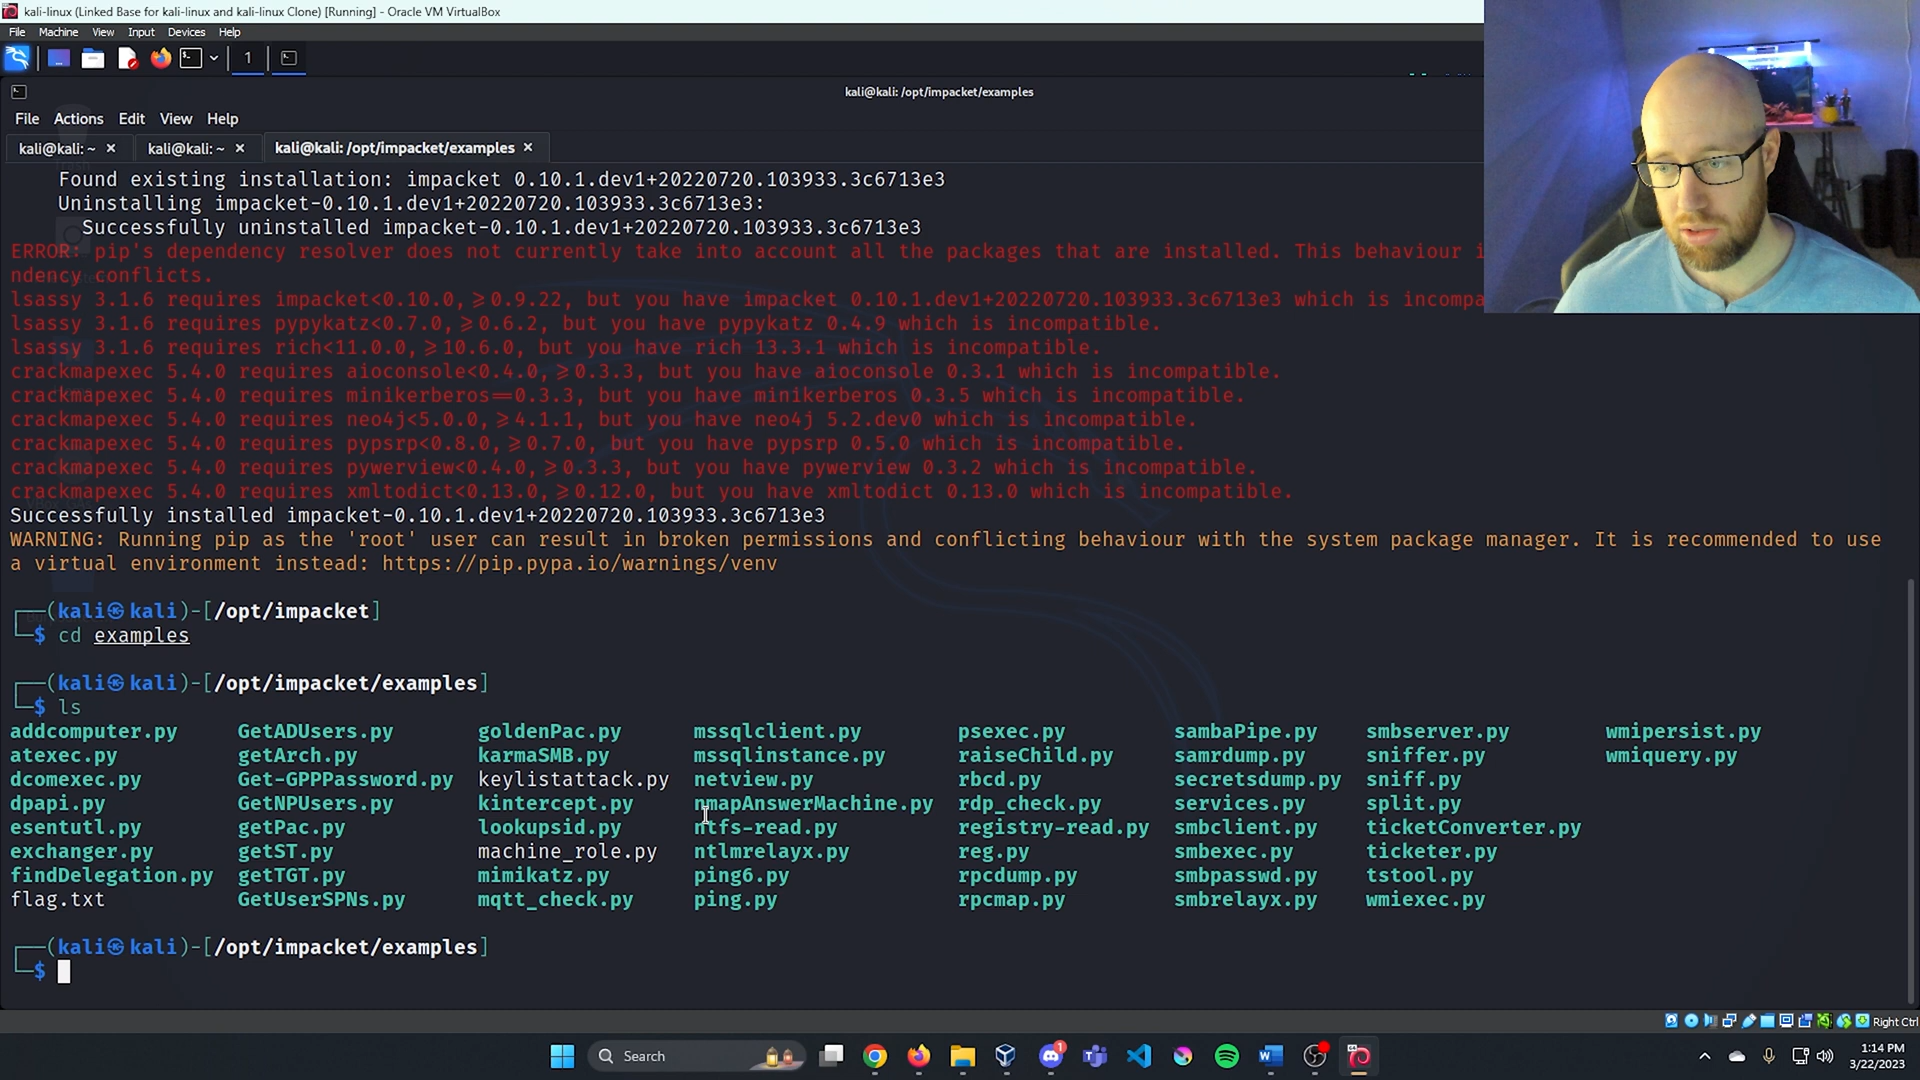 kali-linux (Linked Base for kali-linux and kali-linux Clone) [Running] - Oracle VM VirtualBox
File Machine View Input Devices Help
1
kali@kali: /opt/impacket/examples
File Actions Edit View Help
kali@kali: ~ × kali@kali: ~ × kali@kali: /opt/impacket/examples ×
Found existing installation: impacket 0.10.1.dev1+20220720.103933.3c6713e3
Uninstalling impacket-0.10.1.dev1+20220720.103933.3c6713e3:
Successfully uninstalled impacket-0.10.1.dev1+20220720.103933.3c6713e3
ERROR: pip's dependency resolver does not currently take into account all the packages that are installed. This behaviour i
ndency conflicts.
lsassy 3.1.6 requires impacket<0.10.0,≥0.9.22, but you have impacket 0.10.1.dev1+20220720.103933.3c6713e3 which is incompa
lsassy 3.1.6 requires pypykatz<0.7.0,≥0.6.2, but you have pypykatz 0.4.9 which is incompatible.
lsassy 3.1.6 requires rich<11.0.0,≥10.6.0, but you have rich 13.3.1 which is incompatible.
crackmapexec 5.4.0 requires aioconsole<0.4.0,≥0.3.3, but you have aioconsole 0.3.1 which is incompatible.
crackmapexec 5.4.0 requires minikerberos==0.3.3, but you have minikerberos 0.3.5 which is incompatible.
crackmapexec 5.4.0 requires neo4j<5.0.0,≥4.1.1, but you have neo4j 5.2.dev0 which is incompatible.
crackmapexec 5.4.0 requires pypsrp<0.8.0,≥0.7.0, but you have pypsrp 0.5.0 which is incompatible.
crackmapexec 5.4.0 requires pywerview<0.4.0,≥0.3.3, but you have pywerview 0.3.2 which is incompatible.
crackmapexec 5.4.0 requires xmltodict<0.13.0,≥0.12.0, but you have xmltodict 0.13.0 which is incompatible.
Successfully installed impacket-0.10.1.dev1+20220720.103933.3c6713e3
WARNING: Running pip as the 'root' user can result in broken permissions and conflicting behaviour with the system package manager. It is recommended to use
a virtual environment instead: https://pip.pypa.io/warnings/venv
┌──(kali㉿kali)-[/opt/impacket]
└─$ cd examples
┌──(kali㉿kali)-[/opt/impacket/examples]
└─$ ls
addcomputer.py GetADUsers.py goldenPac.py mssqlclient.py psexec.py sambaPipe.py smbserver.py wmipersist.py
atexec.py getArch.py karmaSMB.py mssqlinstance.py raiseChild.py samrdump.py sniffer.py wmiquery.py
dcomexec.py Get-GPPPassword.py keylistattack.py netview.py rbcd.py secretsdump.py sniff.py
dpapi.py GetNPUsers.py kintercept.py nmapAnswerMachine.py rdp_check.py services.py split.py
esentutl.py getPac.py lookupsid.py ntfs-read.py registry-read.py smbclient.py ticketConverter.py
exchanger.py getST.py machine_role.py ntlmrelayx.py reg.py smbexec.py ticketer.py
findDelegation.py getTGT.py mimikatz.py ping6.py rpcdump.py smbpasswd.py tstool.py
flag.txt GetUserSPNs.py mqtt_check.py ping.py rpcmap.py smbrelayx.py wmiexec.py
┌──(kali㉿kali)-[/opt/impacket/examples]
└─$
Right Ctrl
Search
1:14 PM
3/22/2023